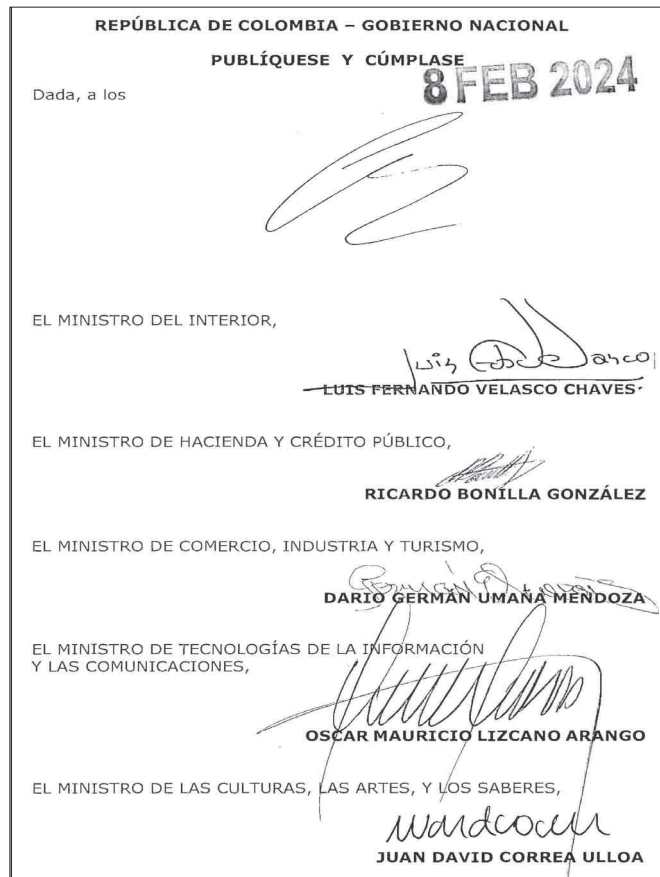 REPÚBLICA DE COLOMBIA – GOBIERNO NACIONAL
PUBLÍQUESE Y CÚMPLASE
8 FEB 2024
Dada, a los
EL MINISTRO DEL INTERIOR,
LUIS FERNANDO VELASCO CHAVES
EL MINISTRO DE HACIENDA Y CRÉDITO PÚBLICO,
RICARDO BONILLA GONZÁLEZ
EL MINISTRO DE COMERCIO, INDUSTRIA Y TURISMO,
DARIO GERMÁN UMAÑA MENDOZA
EL MINISTRO DE TECNOLOGÍAS DE LA INFORMACIÓN
Y LAS COMUNICACIONES,
OSCAR MAURICIO LIZCANO ARANGO
EL MINISTRO DE LAS CULTURAS, LAS ARTES, Y LOS SABERES,
JUAN DAVID CORREA ULLOA